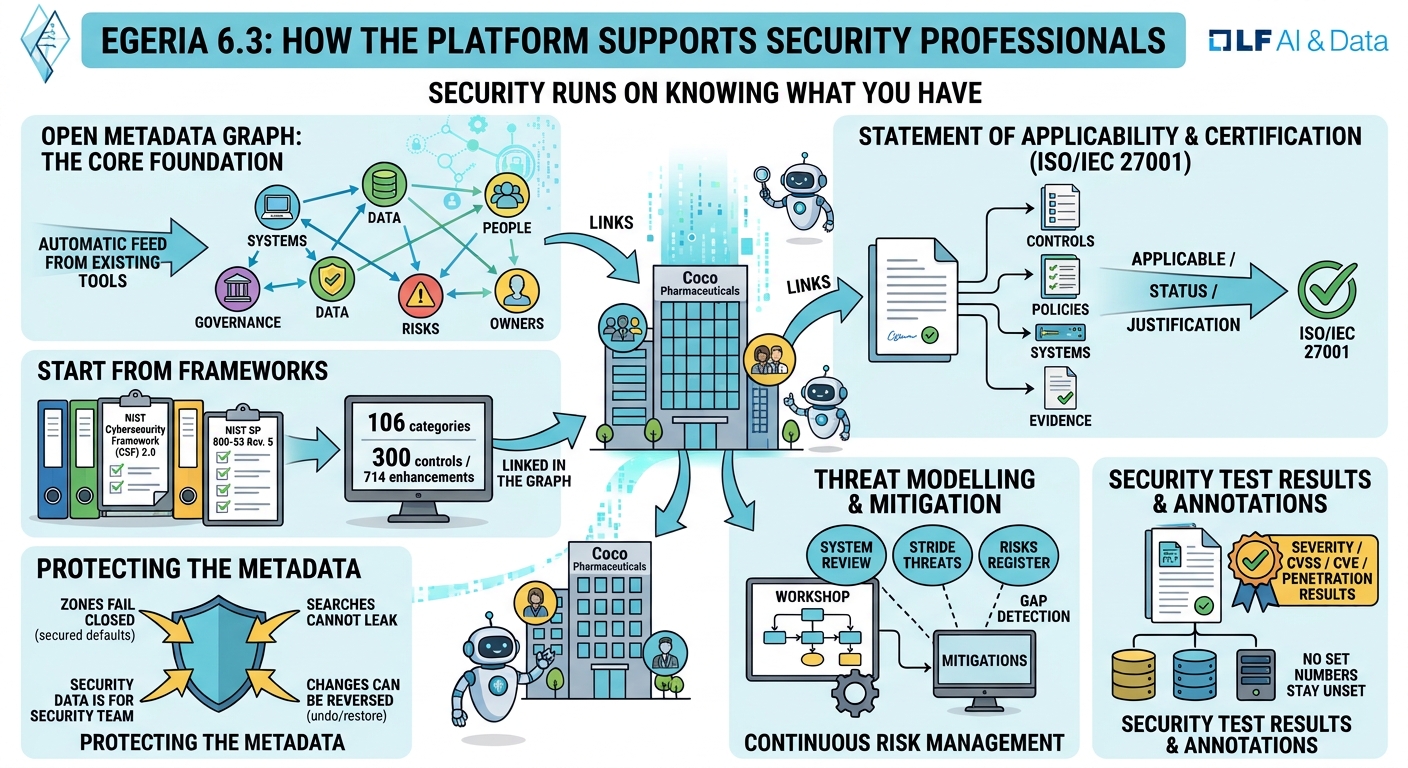 EGERIA 6.3: HOW THE PLATFORM SUPPORTS SECURITY PROFESSIONALS
LF AI & Data
SECURITY RUNS ON KNOWING WHAT YOU HAVE
OPEN METADATA GRAPH:
THE CORE FOUNDATION
AUTOMATIC FEED
FROM EXISTING
TOOLS
SYSTEMS
DATA
PEOPLE
GOVERNANCE
DATA
RISKS
OWNERS
LINKS
Coco
Pharmaceuticals
LINKS
STATEMENT OF APPLICABILITY & CERTIFICATION
(ISO/IEC 27001)
CONTROLS
POLICIES
SYSTEMS
EVIDENCE
APPLICABLE /
STATUS /
JUSTIFICATION
ISO/IEC
27001
START FROM FRAMEWORKS
NIST
Cybersecurity
Framowork
(CSF) 2.0
NIST SP
800-53 Rcv. 5
106 categories
300 controls /
714 enhancements
LINKED IN
THE GRAPH
PROTECTING THE METADATA
ZONES FAIL
CLOSED
(secured defaults)
SEARCHES
CANNOT LEAK
SECURITY
DATA IS FOR
SECURITY TEAM
CHANGES CAN
BE REVERSED
(undo/restore)
PROTECTING THE METADATA
Coco
Pharmaceuticals
THREAT MODELLING
& MITIGATION
SYSTEM
REVIEW
STRIDE
THREATS
RISKS
REGISTER
WORKSHOP
GAP
DETECTION
MITIGATIONS
CONTINUOUS RISK MANAGEMENT
SECURITY TEST RESULTS
& ANNOTATIONS
SEVERITY /
CVSS / CVE /
PENETRATION
RESULTS
NO SET
NUMBERS
STAY UNSET
SECURITY TEST RESULTS
& ANNOTATIONS